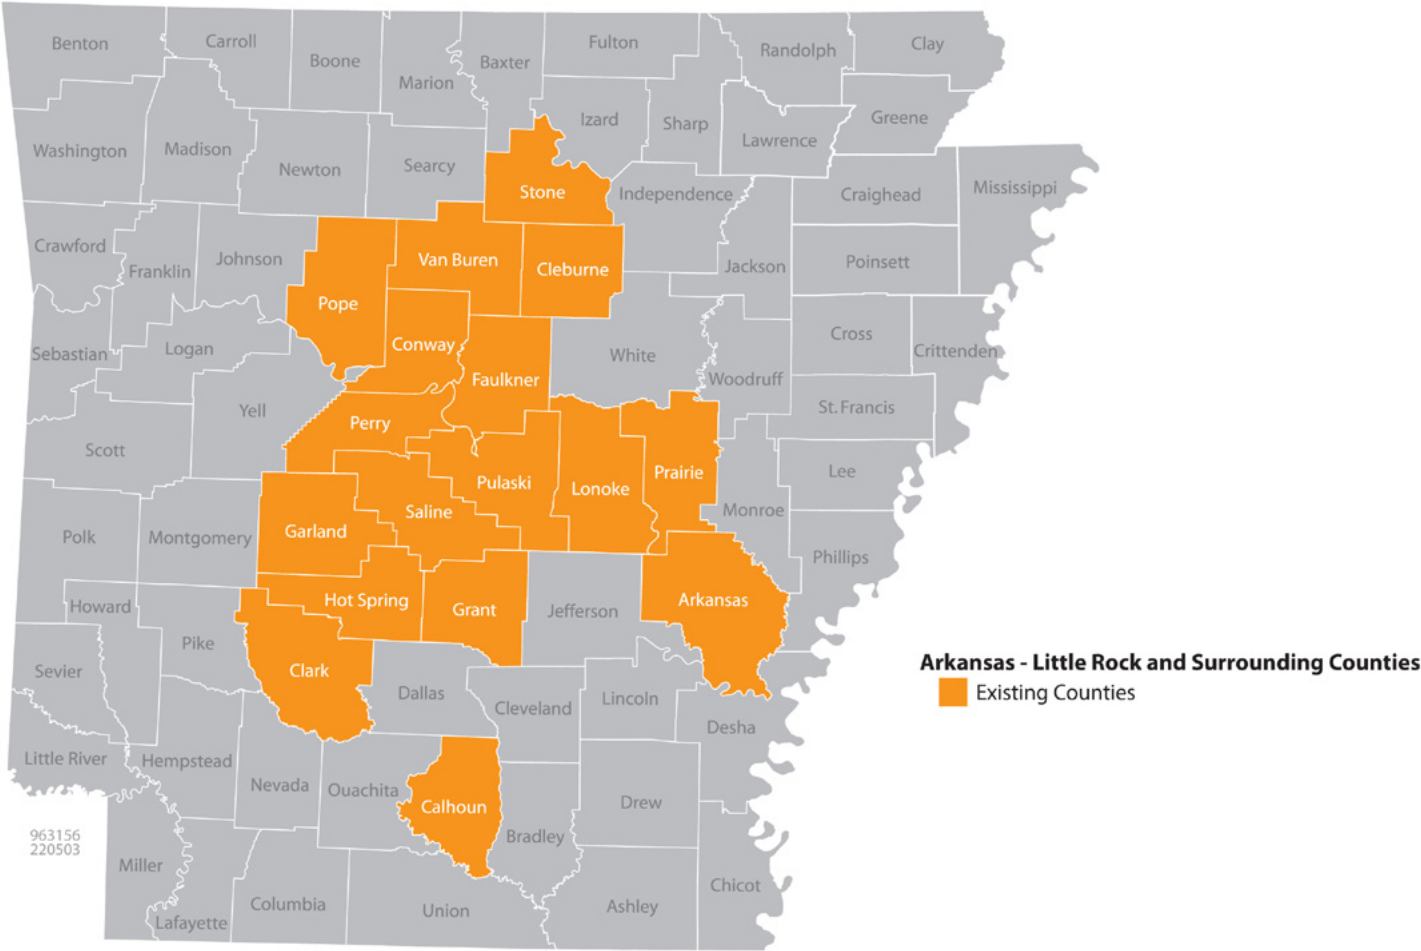 Benton
Carroll
Boone
Marion
Baxter
Fulton
Randolph
Clay
Washington
Madison
Newton
Searcy
Izard
Sharp
Lawrence
Greene
Stone
Independence
Craighead
Mississippi
Crawford
Franklin
Johnson
Van Buren
Cleburne
Jackson
Poinsett
Pope
Sebastian
Logan
Conway
Faulkner
White
Woodruff
Cross
Crittenden
Scott
Yell
Perry
St. Francis
Polk
Montgomery
Garland
Saline
Pulaski
Lonoke
Prairie
Monroe
Lee
Phillips
Howard
Pike
Hot Spring
Grant
Jefferson
Arkansas
Sevier
Clark
Dallas
Cleveland
Lincoln
Desha
Arkansas - Little Rock and Surrounding Counties
Existing Counties
Little River
Hempstead
Nevada
Ouachita
Calhoun
Bradley
Drew
963156
220503
Miller
Lafayette
Columbia
Union
Ashley
Chicot